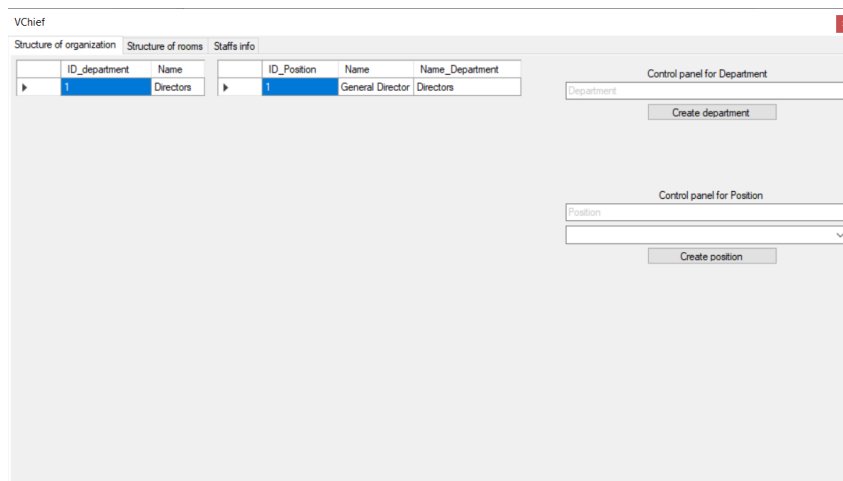 VChief
Structure of organization Structure of rooms Staffs info
ID_department Name
1 Directors
ID_Position Name Name_Department
1 General Director Directors
Control panel for Department
Department
Create department
Control panel for Position
Position
Create position